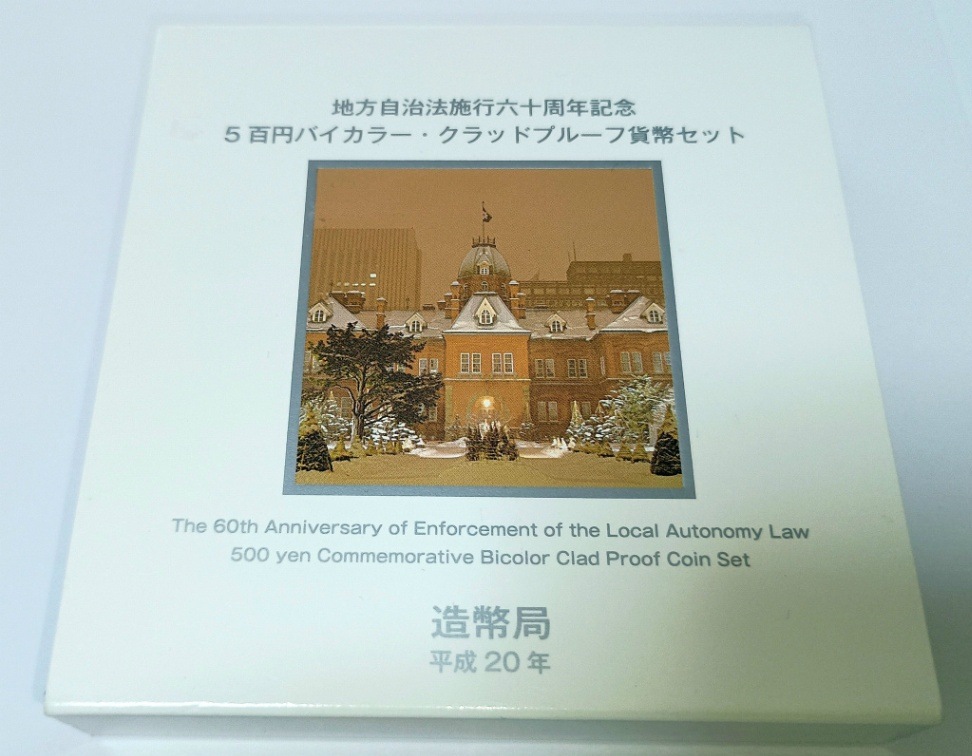 地方自治法施行六十周年記念
5百円バイカラー・クラッドプルーフ貨幣セット
The 60th Anniversary of Enforcement of the Local Autonomy Law
500 yen Commemorative Bicolor Clad Proof Coin Set
造幣局
平成20年